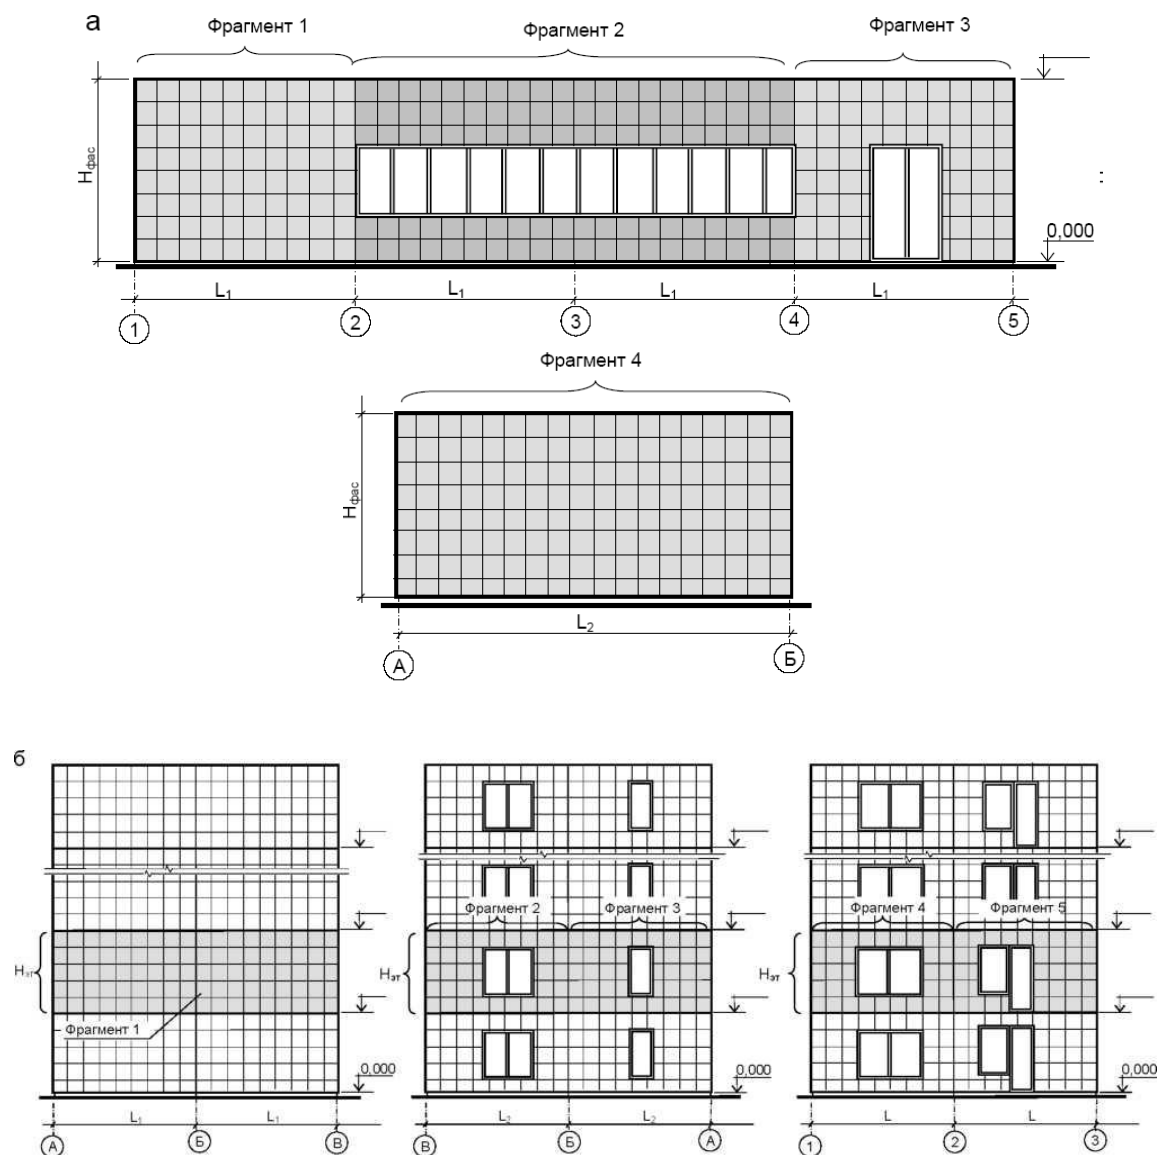 а
Фрагмент 1
Фрагмент 2
Фрагмент 3
Hфас
0,000
L1 L1 L1 L1
1 2 3 4 5
Фрагмент 4
Hфас
L2
А Б
б
Фрагмент 2 Фрагмент 3 Фрагмент 4 Фрагмент 5
Hэт Hэт Hэт
Фрагмент 1
0,000 0,000 0,000
L1 L1 L2 L2 L L
А Б В В Б А 1 2 3